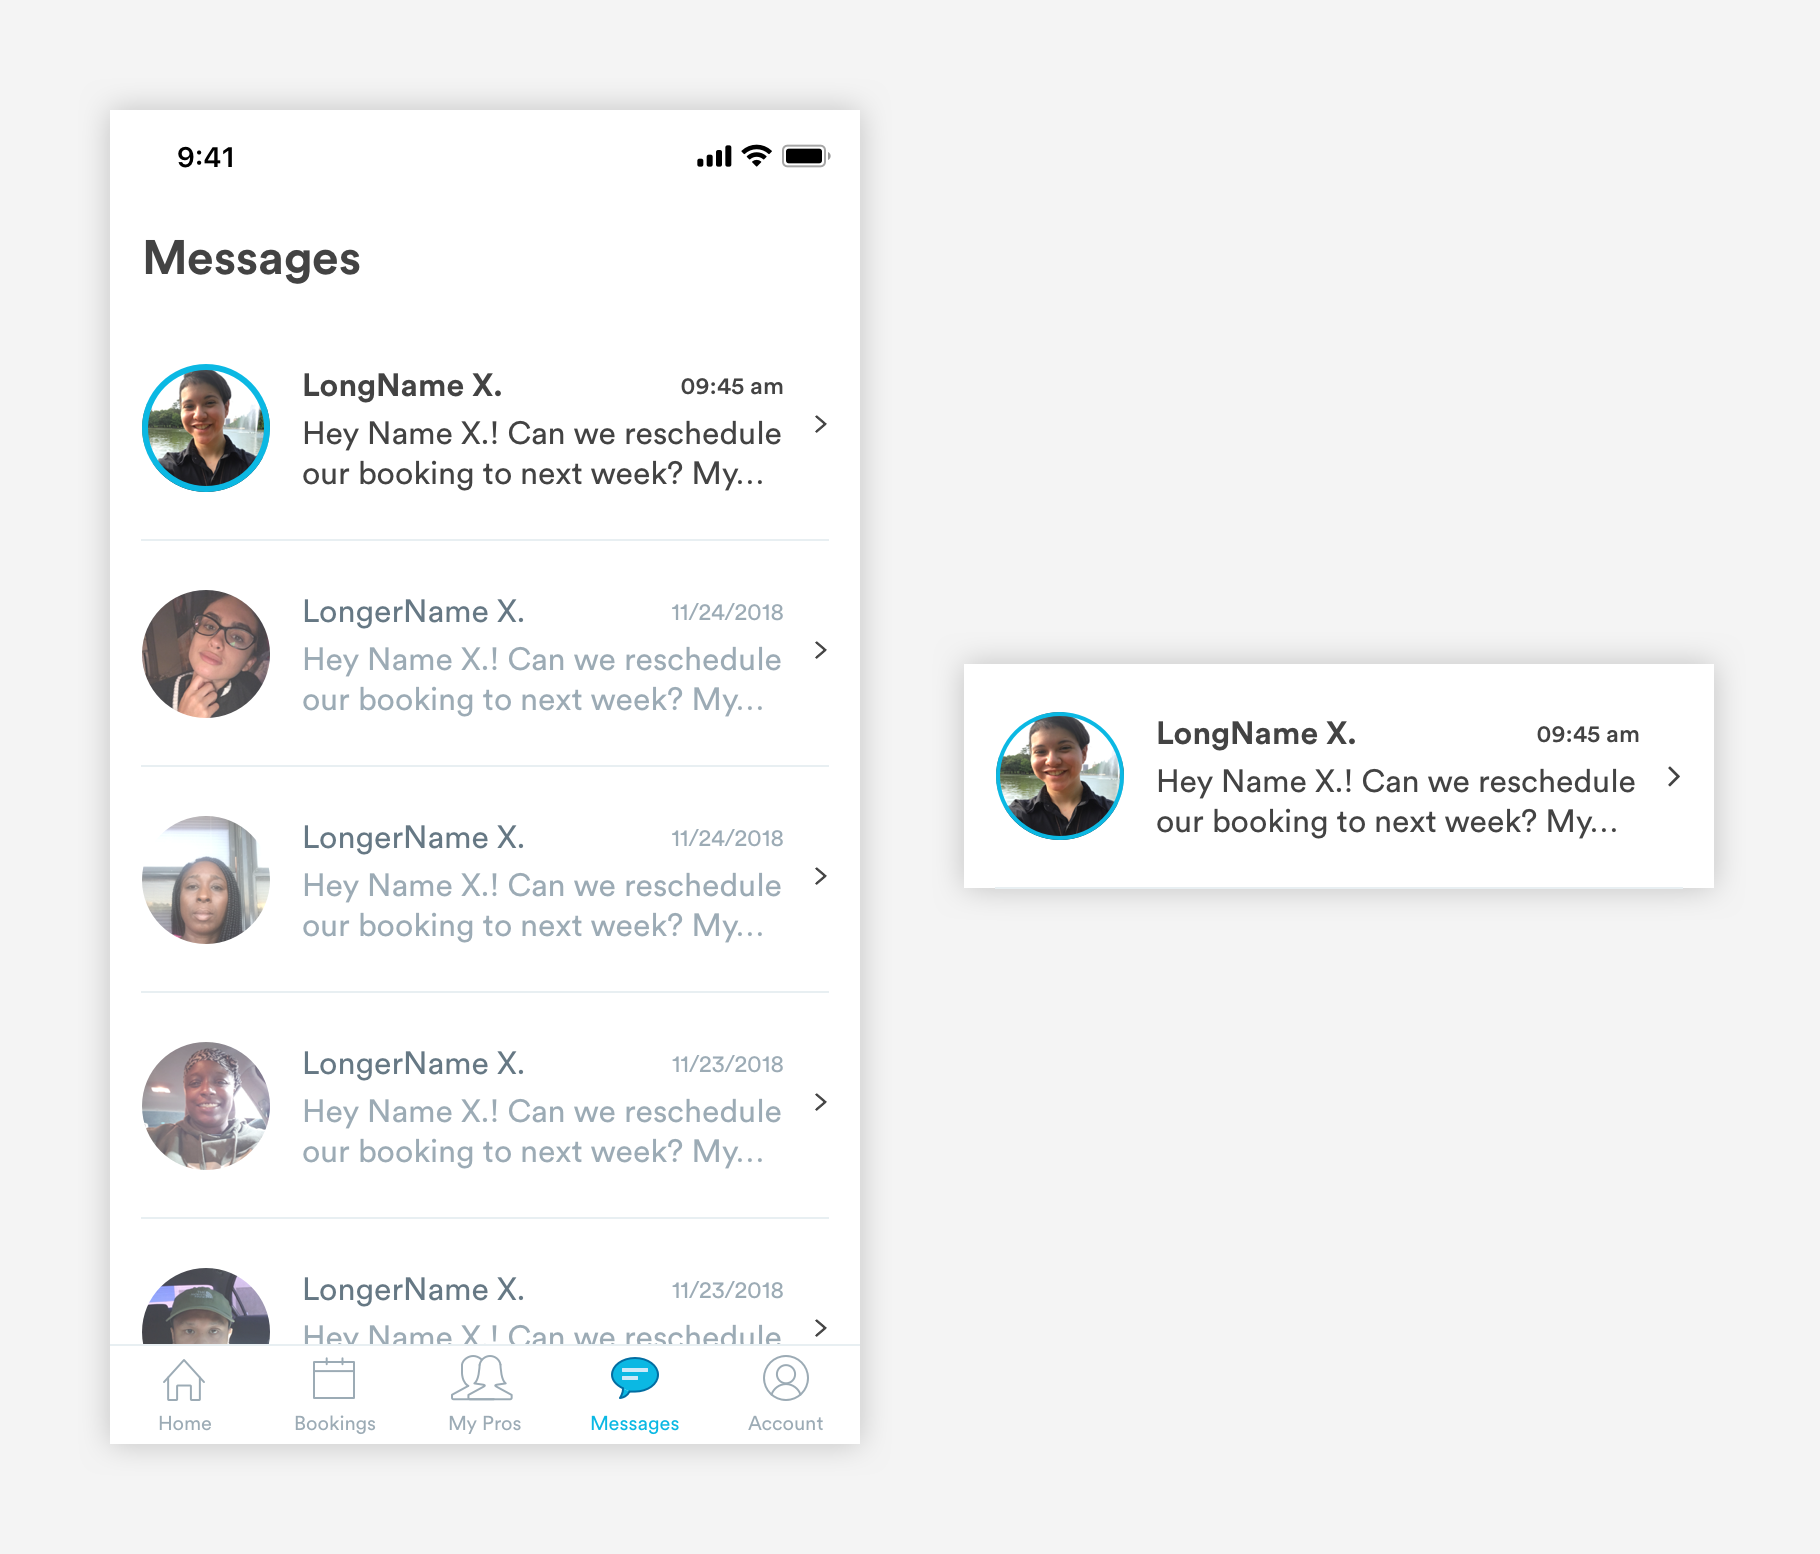 9:41
Messages
LongName X.
09:45 am
Hey Name X.! Can we reschedule
our booking to next week? My...
LongerName X.
11/24/2018
Hey Name X.! Can we reschedule
our booking to next week? My...
LongerName X.
11/24/2018
Hey Name X.! Can we reschedule
our booking to next week? My...
LongerName X.
11/23/2018
Hey Name X.! Can we reschedule
our booking to next week? My...
LongerName X.
11/23/2018
Hey Name X.! Can we reschedule
Home
Bookings
My Pros
Messages
Account
LongName X.
09:45 am
Hey Name X.! Can we reschedule
our booking to next week? My...